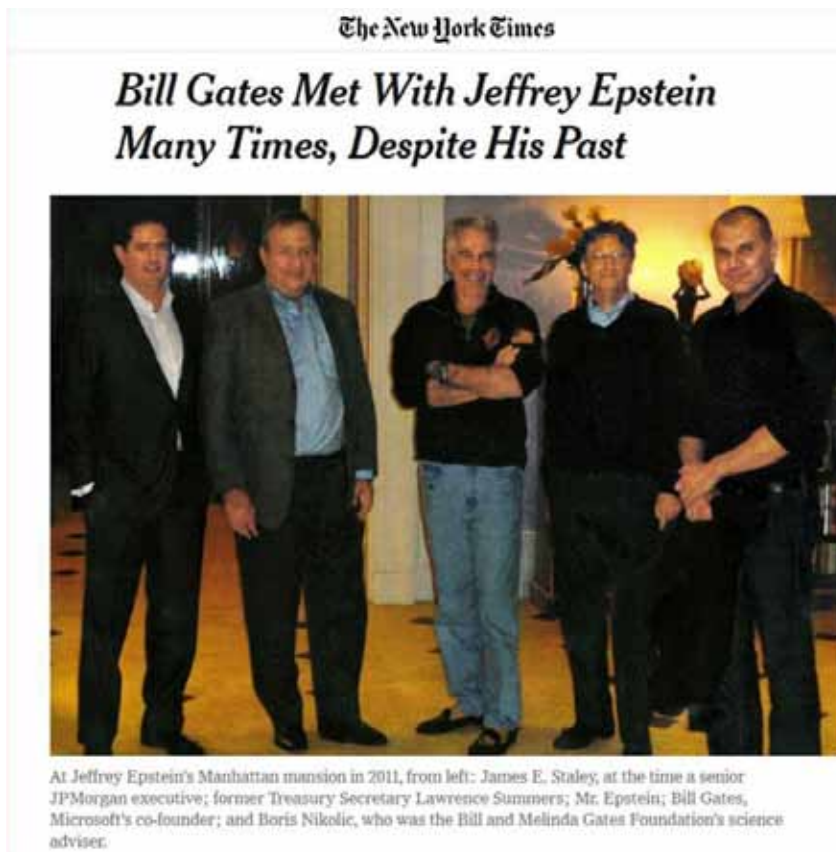 The New York Times
Bill Gates Met With Jeffrey Epstein
Many Times, Despite His Past
At Jeffrey Epstein's Manhattan mansion in 2011, from left: James E. Staley, at the time a senior
JPMorgan executive; former Treasury Secretary Lawrence Summers; Mr. Epstein; Bill Gates,
Microsoft's co-founder; and Boris Nikolic, who was the Bill and Melinda Gates Foundation's science
adviser.